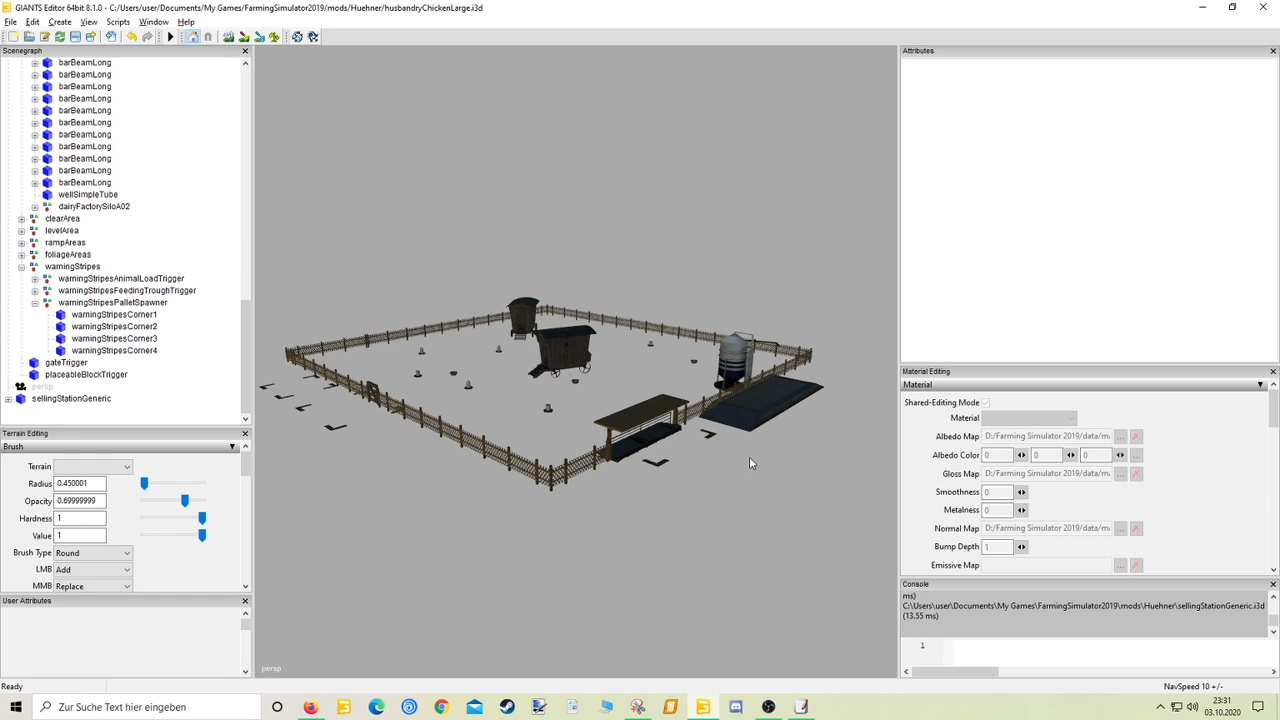 GIANTS Editor 64bit 8.1.0 - C:/Users/user/Documents/My Games/FarmingSimulator2019/mods/Huehner/husbandryChickenLarge.i3d
File Edit Create View Scripts Window Help
Scenegraph
barBeamLong
barBeamLong
barBeamLong
barBeamLong
barBeamLong
barBeamLong
barBeamLong
barBeamLong
barBeamLong
barBeamLong
barBeamLong
wellSimpleTube
dairyFactorySiloA02
clearArea
levelArea
rampAreas
foliageAreas
warningStripes
warningStripesAnimalLoadTrigger
warningStripesFeedingTroughTrigger
warningStripesPalletSpawner
warningStripesCorner1
warningStripesCorner2
warningStripesCorner3
warningStripesCorner4
gateTrigger
placeableBlockTrigger
persp
sellingStationGeneric
Terrain Editing
Brush
Terrain
Radius 0.450001
Opacity 0.69999999
Hardness 1
Value 1
Brush Type Round
LMB Add
MMB Replace
User Attributes
persp
Attributes
Material Editing
Material
Shared-Editing Mode
Material
Albedo Map D:/Farming Simulator 2019/data/m
Albedo Color 0 0 0 ...
Gloss Map D:/Farming Simulator 2019/data/m
Smoothness 0
Metalness 0
Normal Map D:/Farming Simulator 2019/data/m
Bump Depth 1
Emissive Map
Console
ms)
C:\Users\user\Documents\My Games\FarmingSimulator2019\mods\Huehner\sellingStationGeneric.i3d
(13.55 ms)
1
Ready
NavSpeed 10 +/-
Zur Suche Text hier eingeben
23:31
03.10.2020